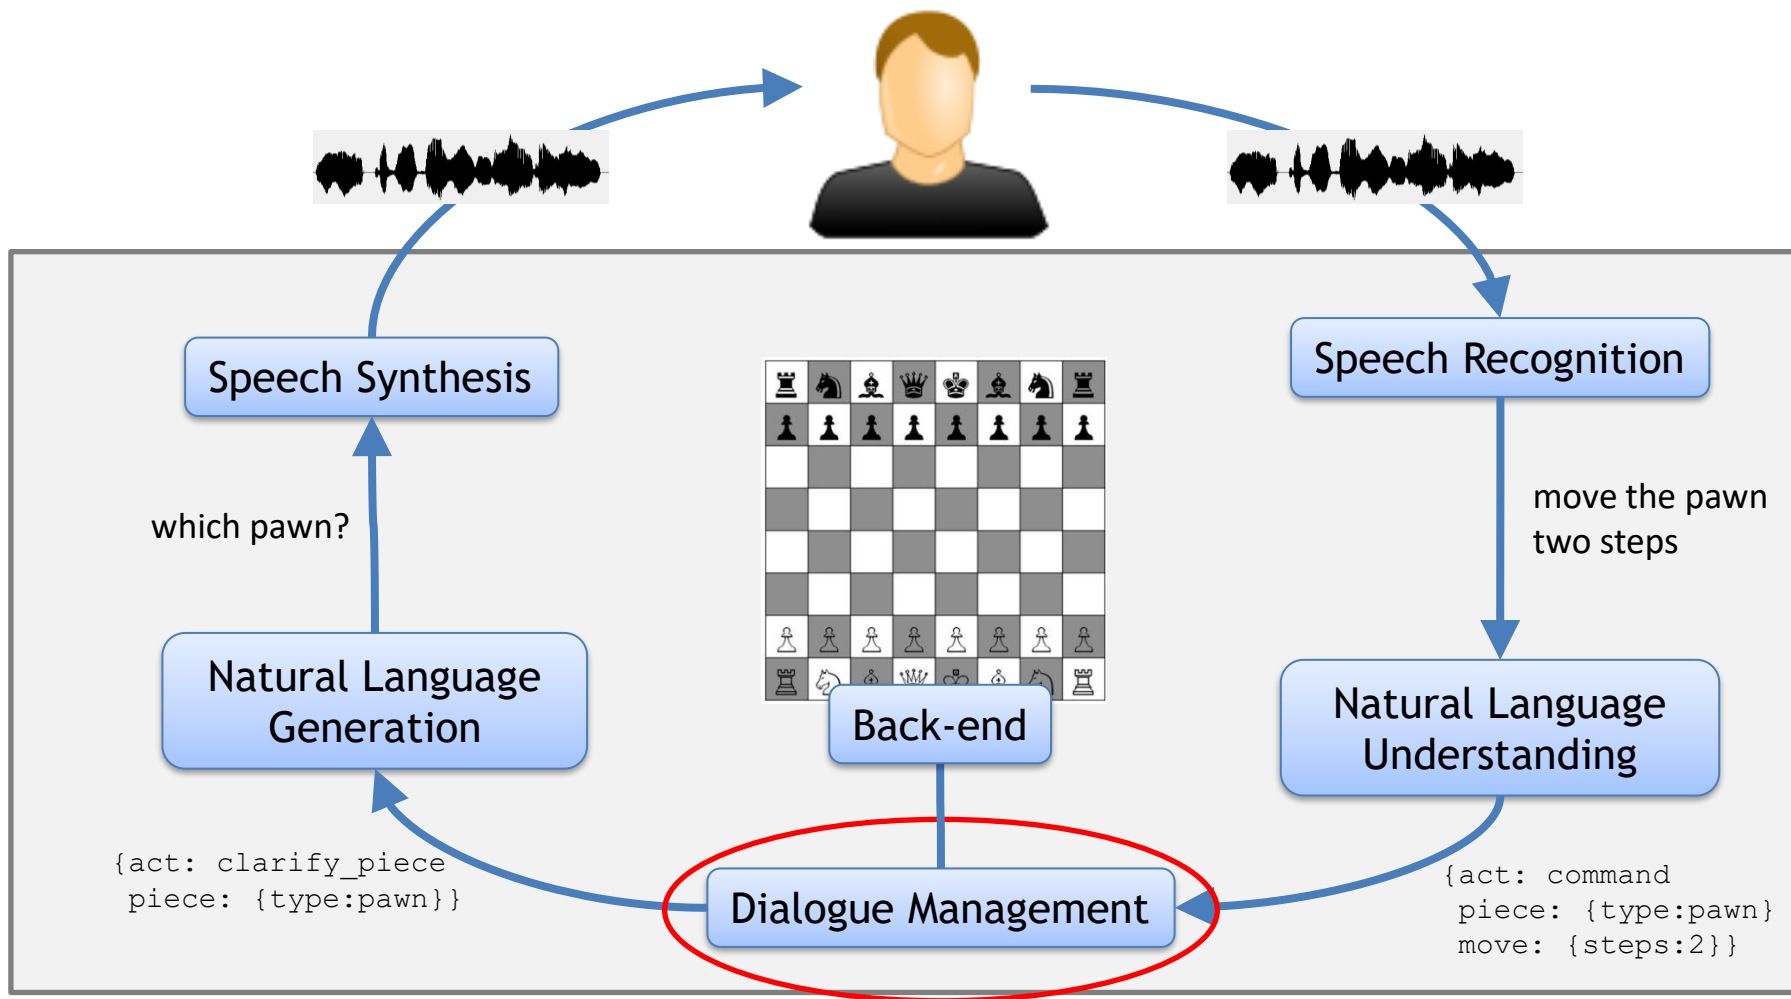 Speech Synthesis
Speech Recognition
which pawn?
move the pawn
two steps
Natural Language
Generation
Back-end
Natural Language
Understanding
{act: clarify_piece
piece: {type:pawn}}
Dialogue Management
{act: command
piece: {type:pawn}
move: {steps:2}}